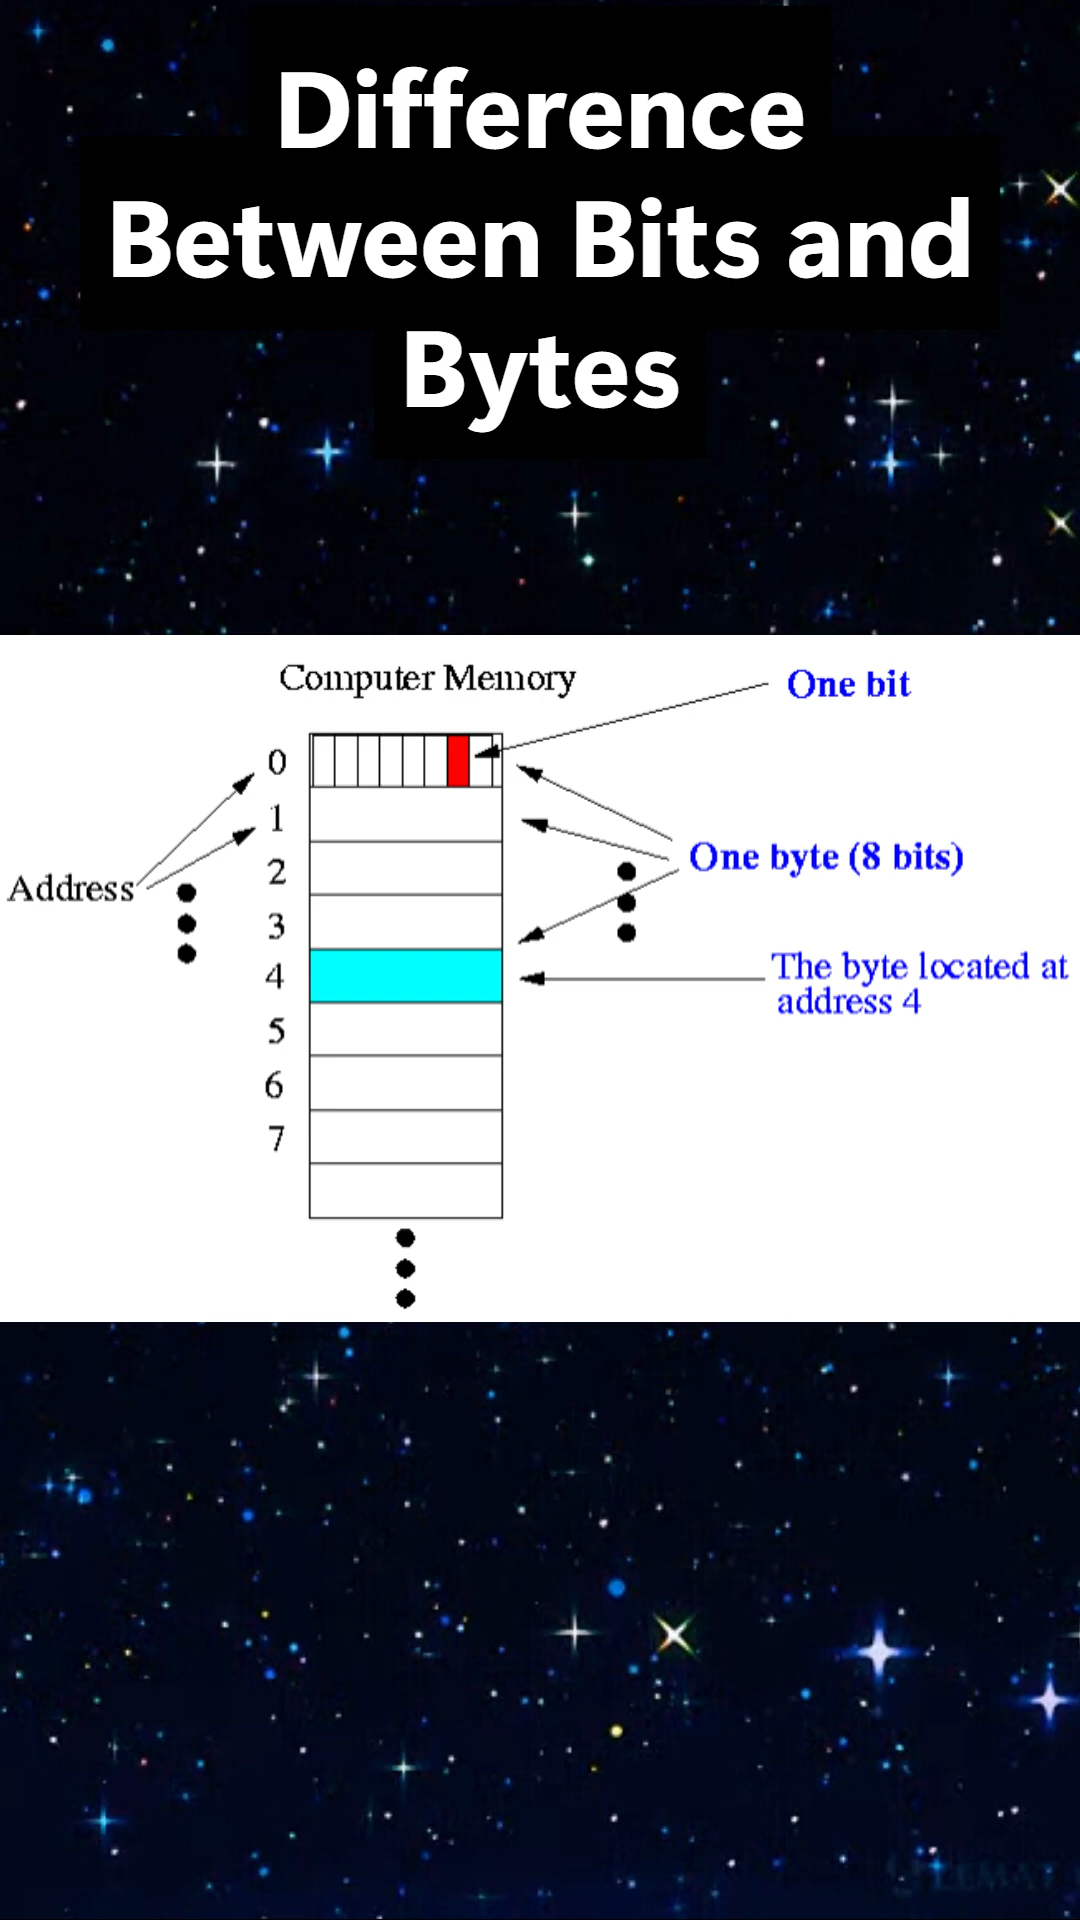 Difference
Between Bits and
Bytes
Computer Memory
One bit
0
1
One byte (8 bits)
2
Address
3
4
The byte located at
address 4
5
6
7